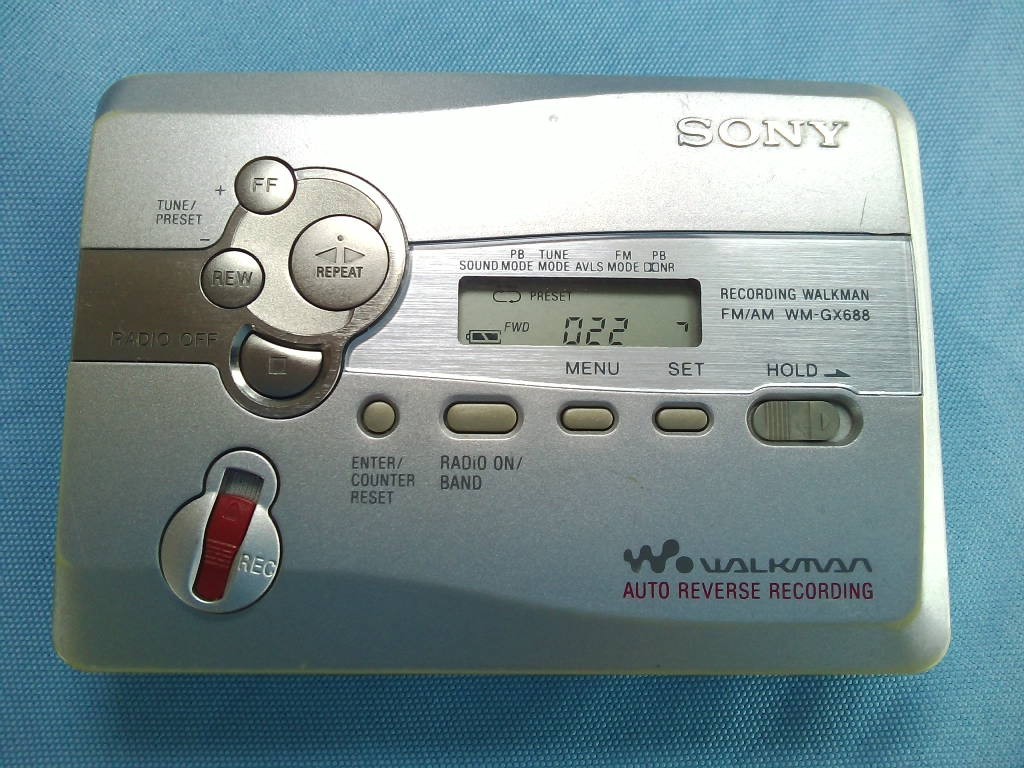 SONY
FF
+
TUNE/
PRESET
−
REW
REPEAT
RADIO OFF
PB TUNE FM PB
SOUND MODE MODE AVLS MODE DD NR
PRESET
FWD 022
RECORDING WALKMAN
FM/AM WM-GX688
MENU SET HOLD
ENTER/
COUNTER
RESET
RADIO ON/
BAND
REC
WALKMAN
AUTO REVERSE RECORDING